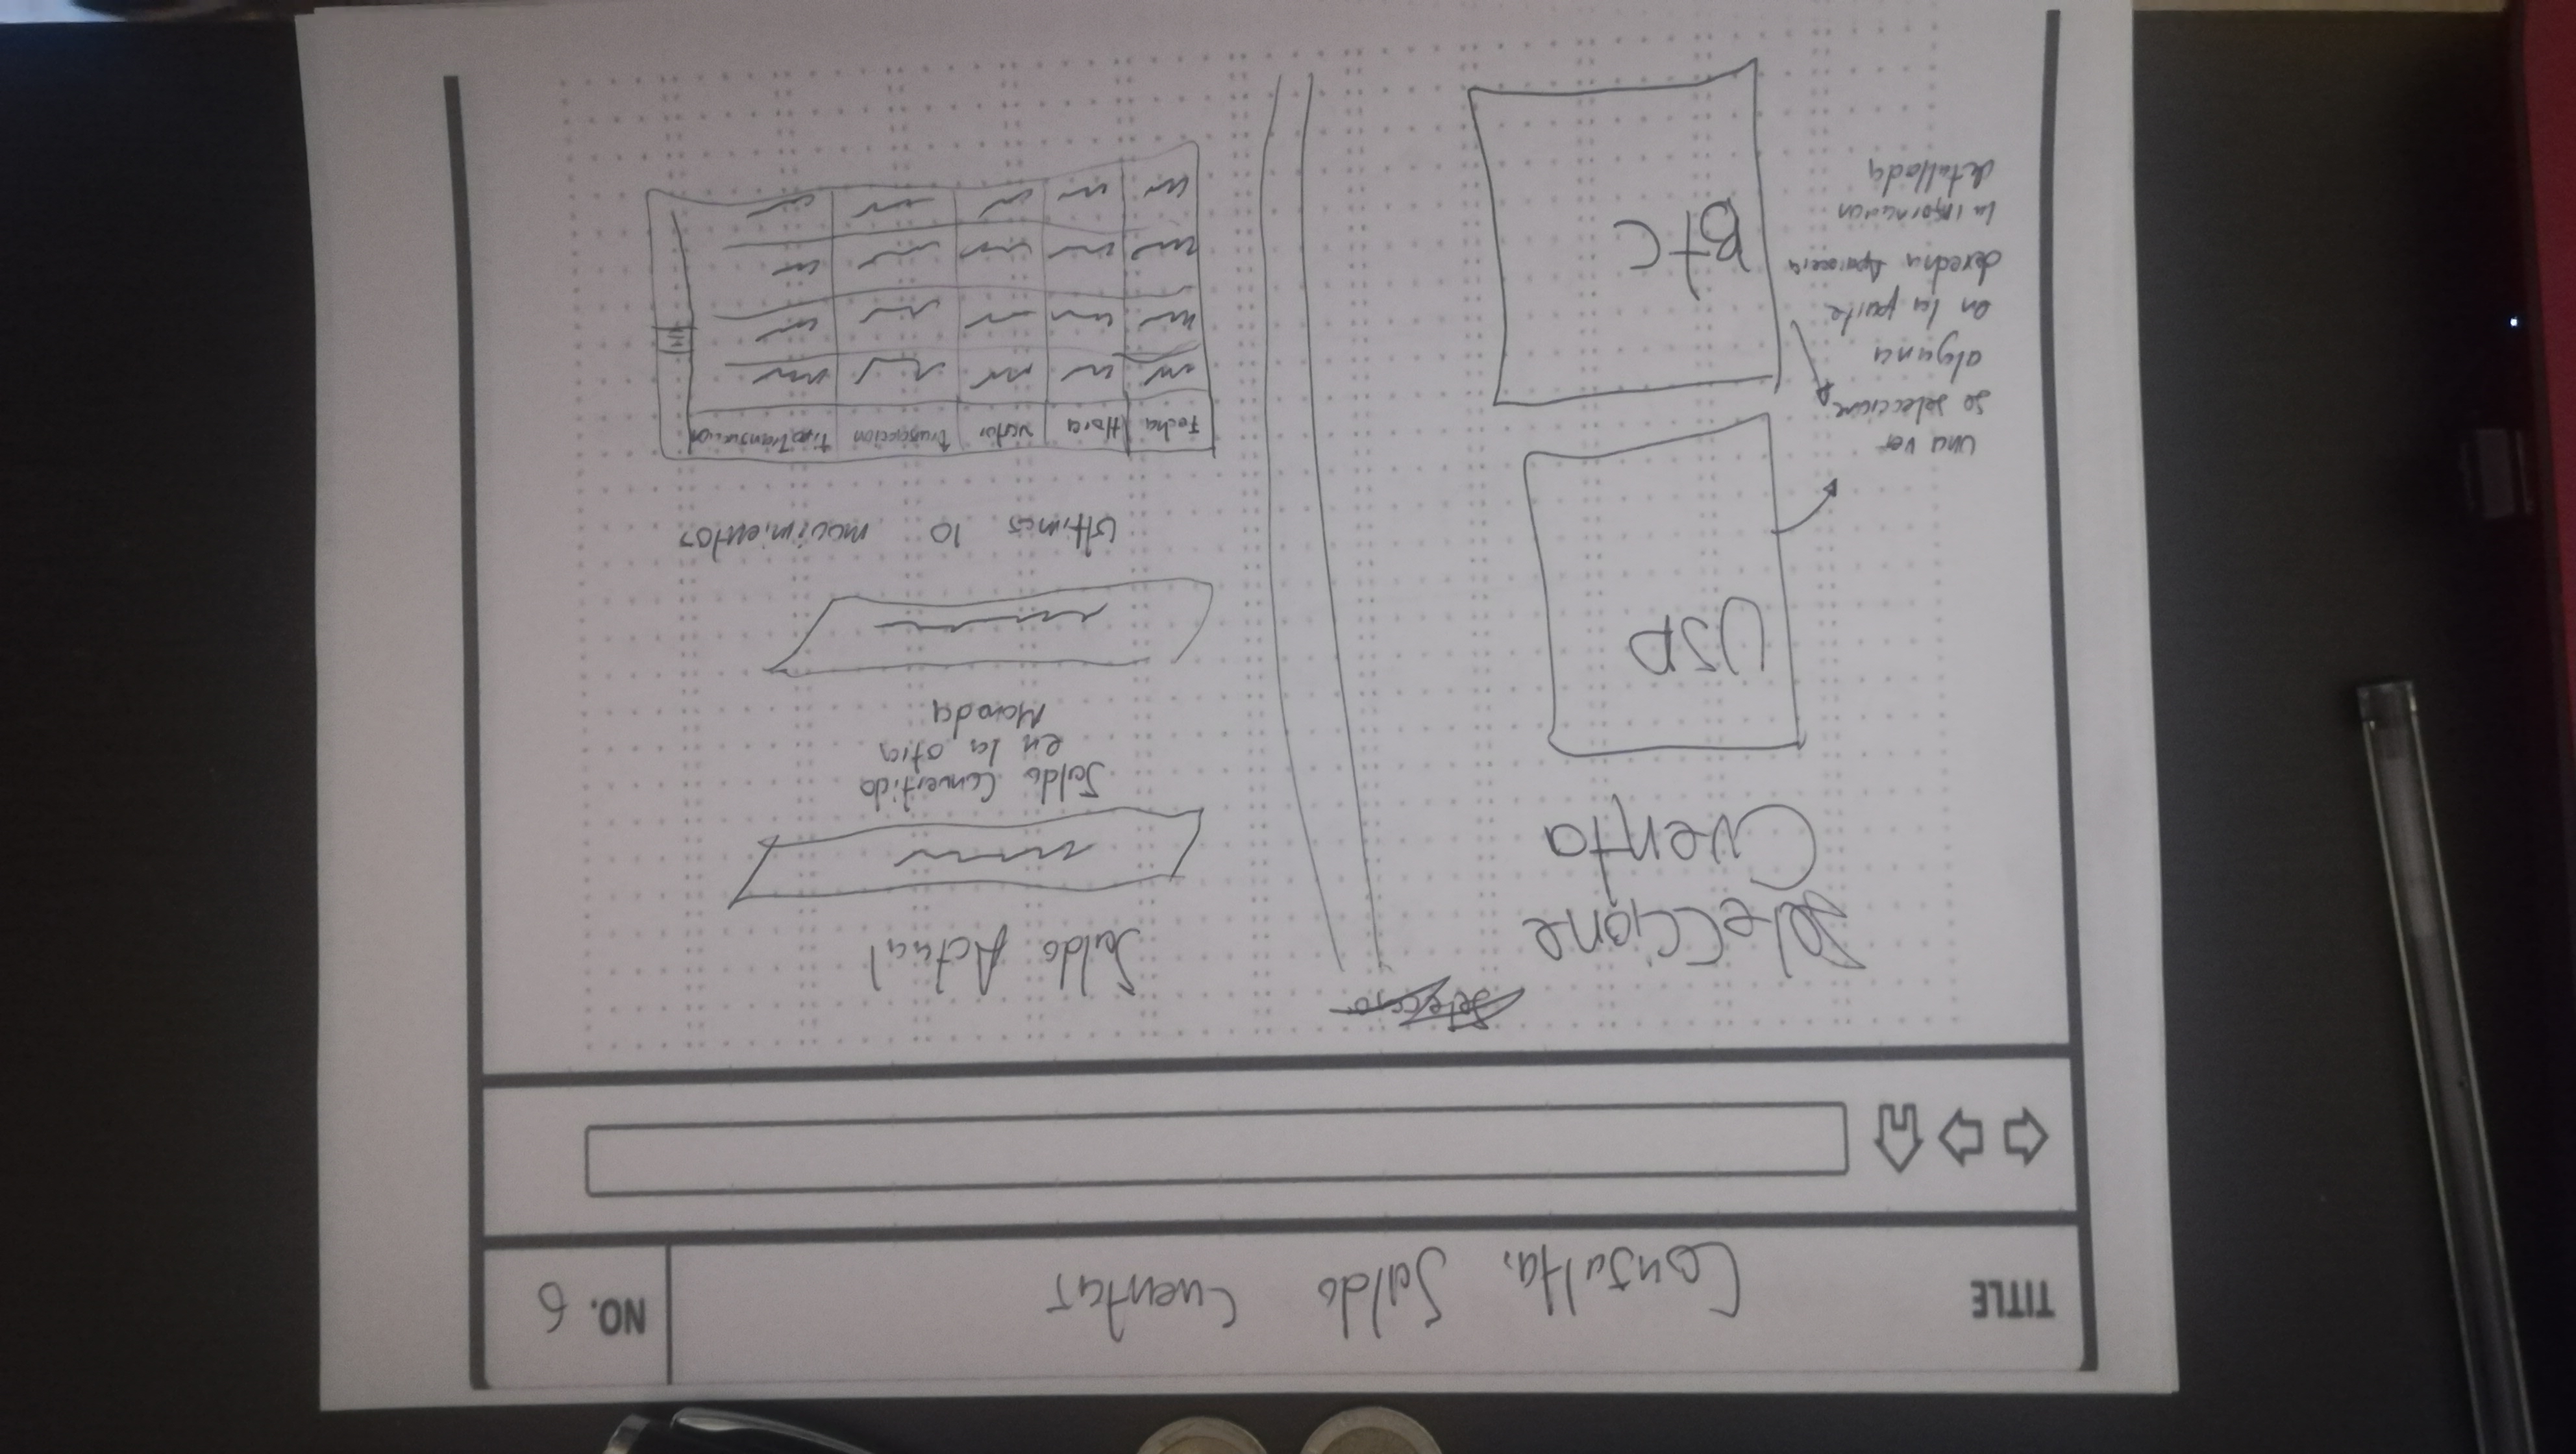 TITLE Consulta, Saldo Cuentas NO. 6
Seleccione
Cuenta
USD
BTC
una vez
se seleccione
alguna
en la parte
derecha Aparecera
la informacion
detallada
Saldo Actual
Saldo Convertido
en la otra
Moneda
Ultimos 10 movimientos
Fecha Hora valor transaccion tipo Transaccion